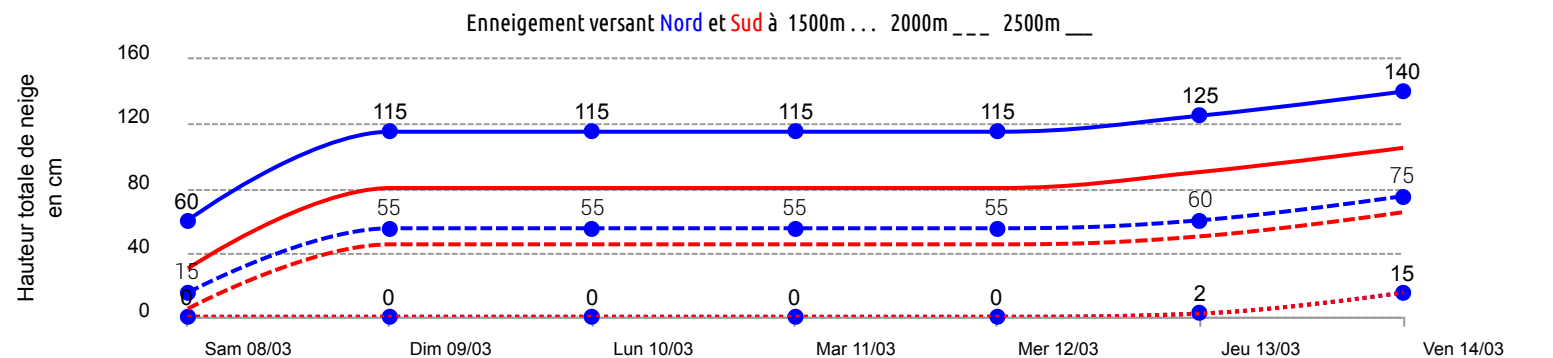 Enneigement versant Nord et Sud à 1500m . . . 2000m _ _ _ 2500m __
Hauteur totale de neige
en cm
160
120
80
40
0
60 115 115 115 115 125 140
15 55 55 55 55 60 75
0 0 0 0 0 2 15
Sam 08/03 Dim 09/03 Lun 10/03 Mar 11/03 Mer 12/03 Jeu 13/03 Ven 14/03